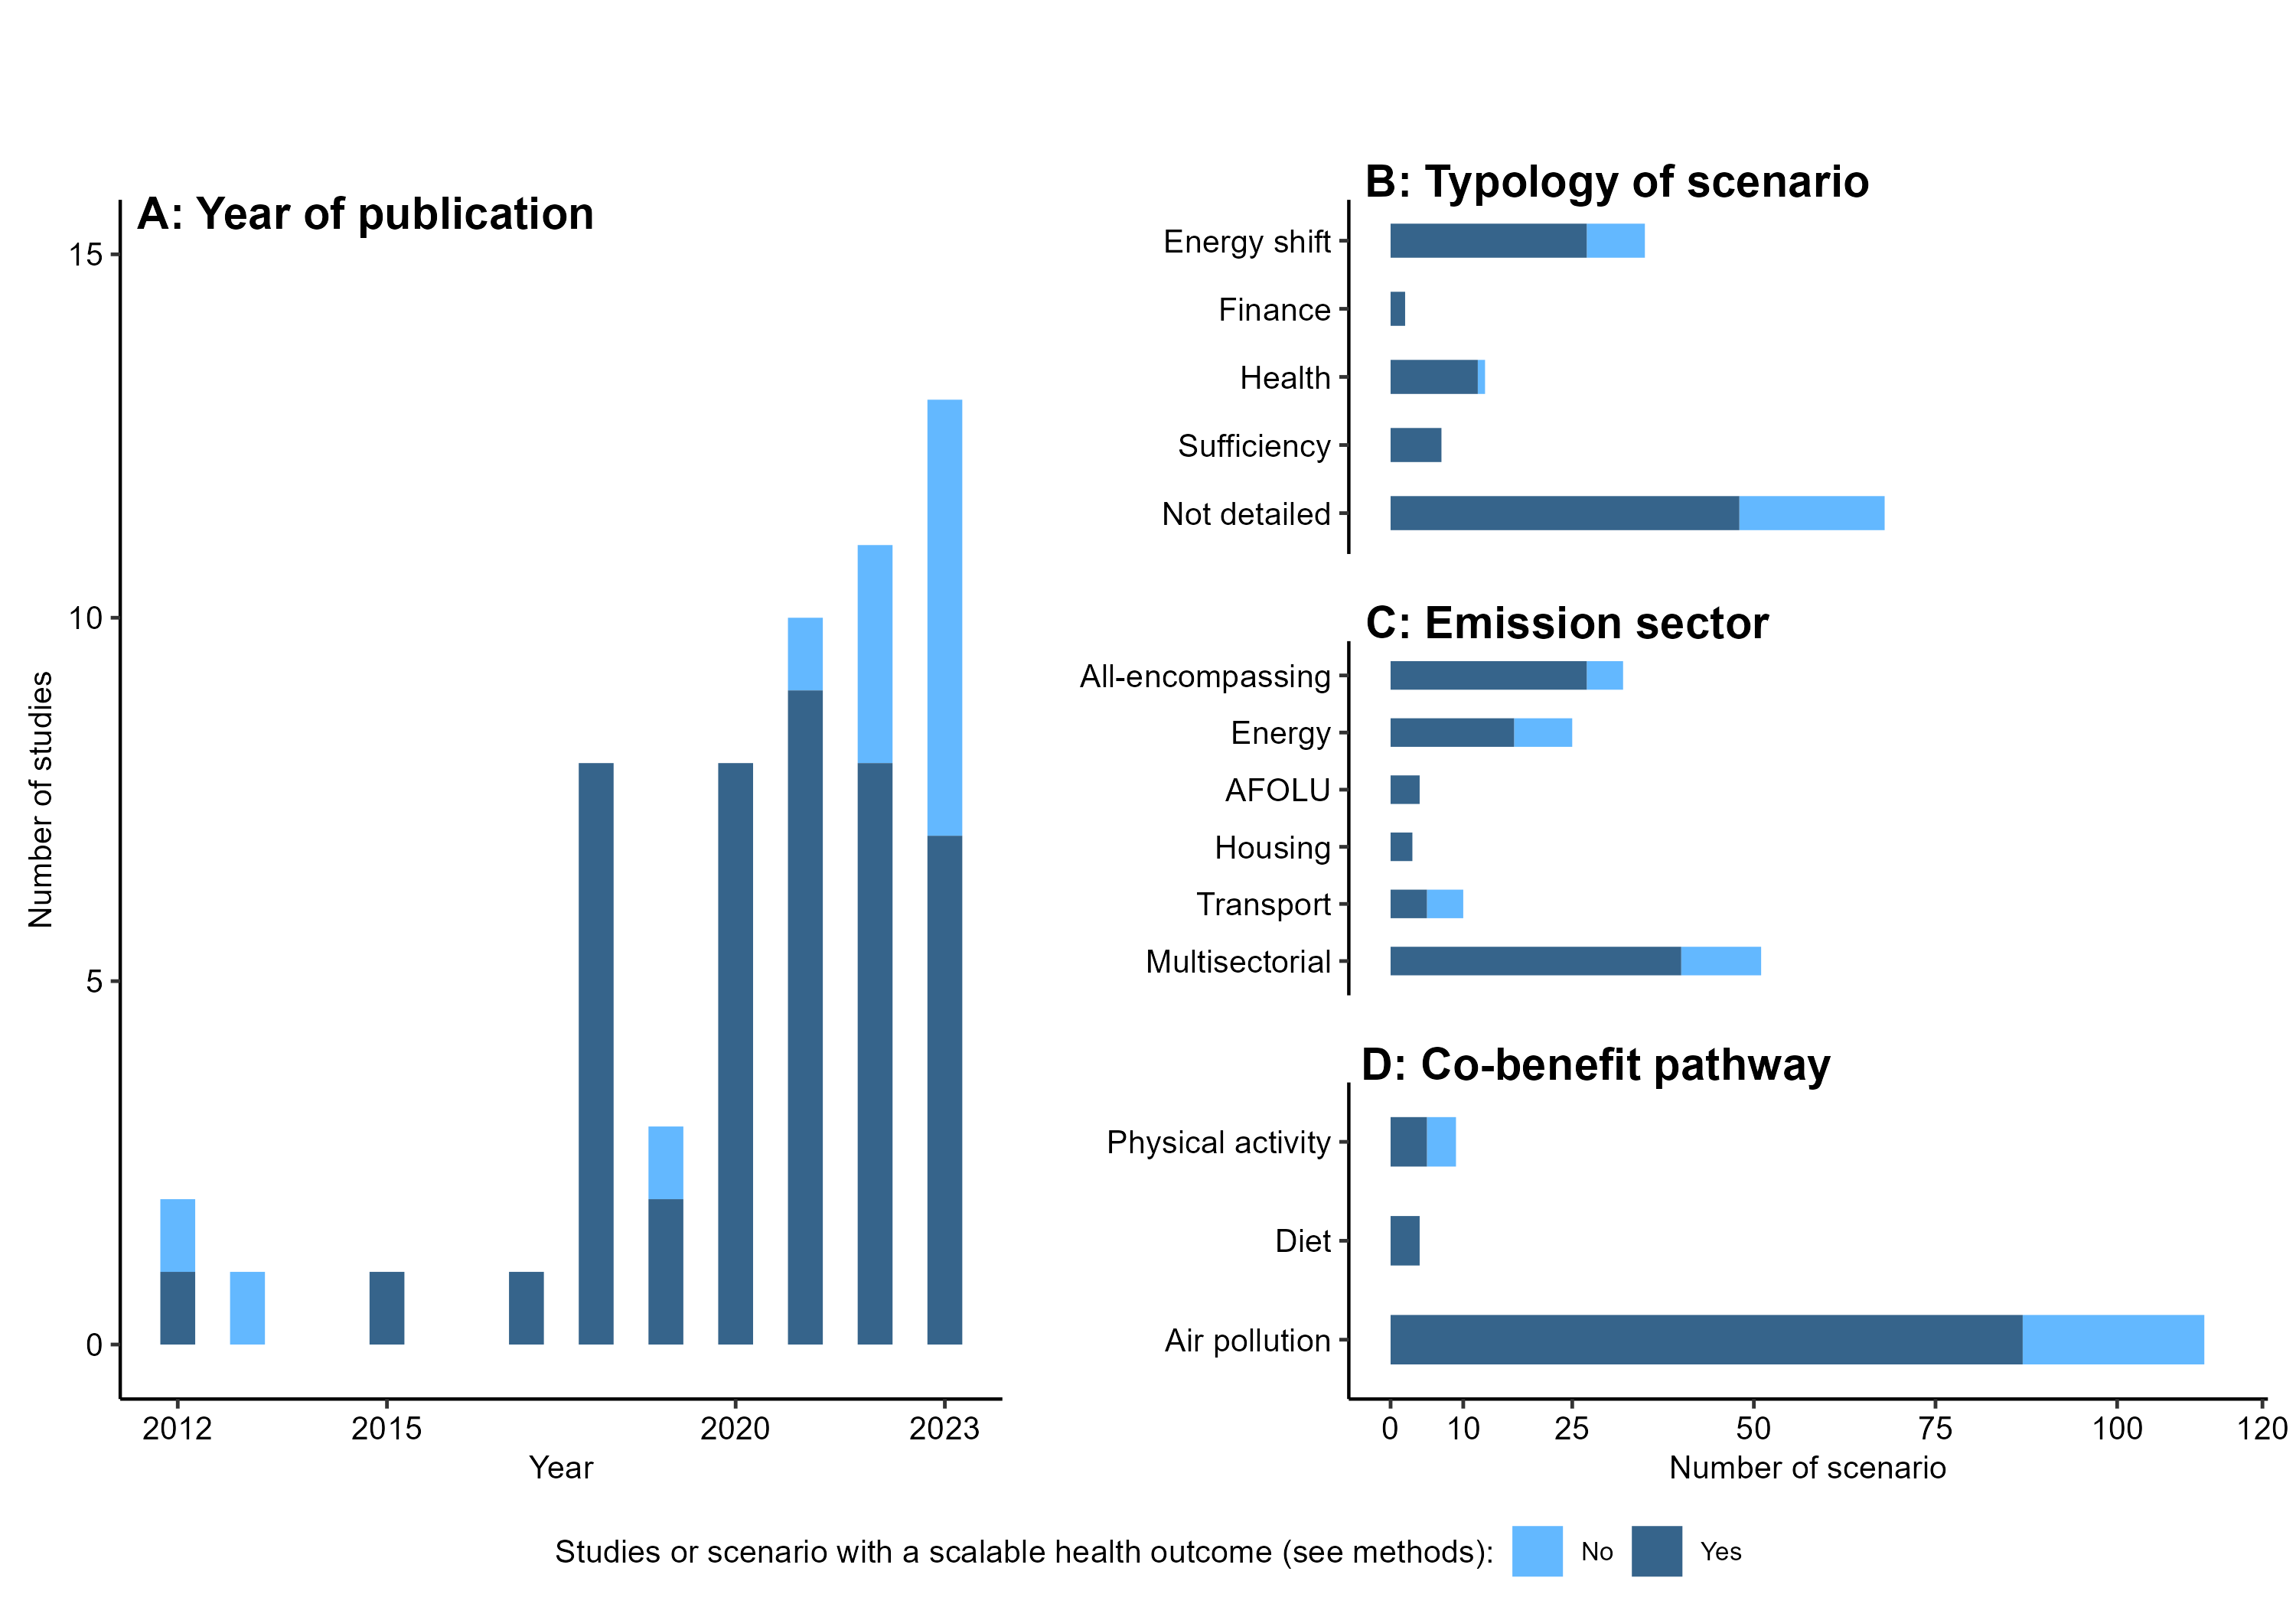 A: Year of publication
15
10
5
0
Number of studies
2012
2015
2020
2023
Year
B: Typology of scenario
Energy shift
Finance
Health
Sufficiency
Not detailed
C: Emission sector
All-encompassing
Energy
AFOLU
Housing
Transport
Multisectorial
D: Co-benefit pathway
Physical activity
Diet
Air pollution
0
10
25
50
75
100
120
Number of scenario
Studies or scenario with a scalable health outcome (see methods):
No
Yes